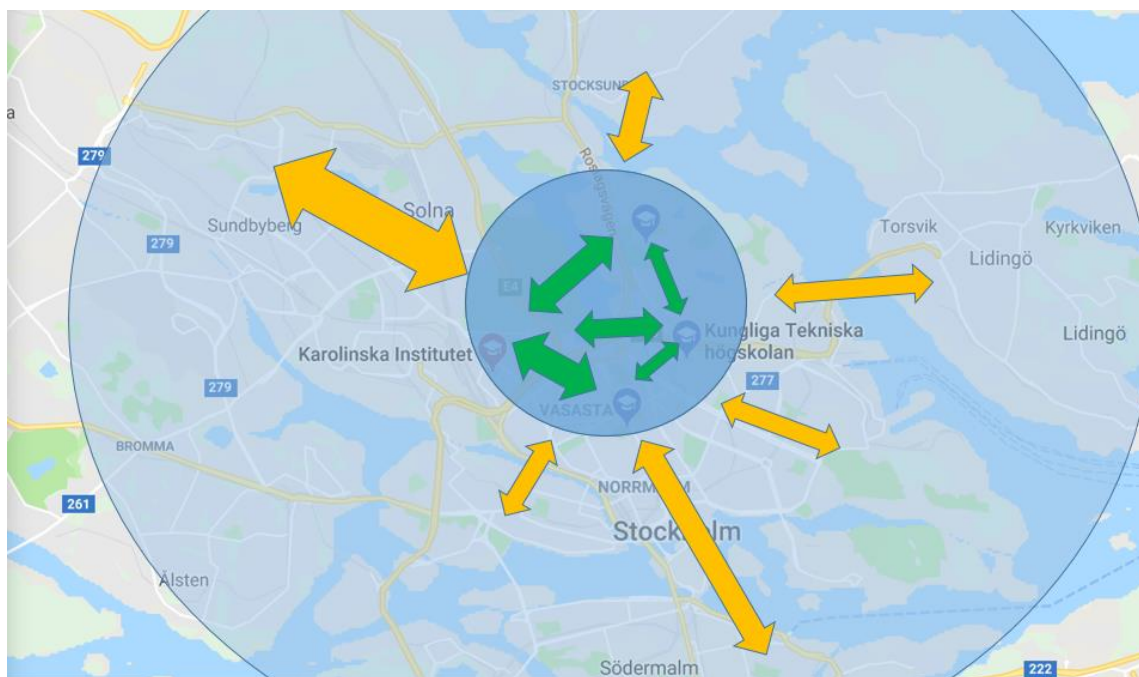 STOCKSUND
a
279
Roslagsvägen
Solna
Sundbyberg
Torsvik
Kyrkviken
Lidingö
279
E4
Karolinska Institutet
Kungliga Tekniska
högskolan
Lidingö
279
277
VASASTA
BROMMA
NORRMALM
261
Stockholm
Ålsten
Södermalm
222